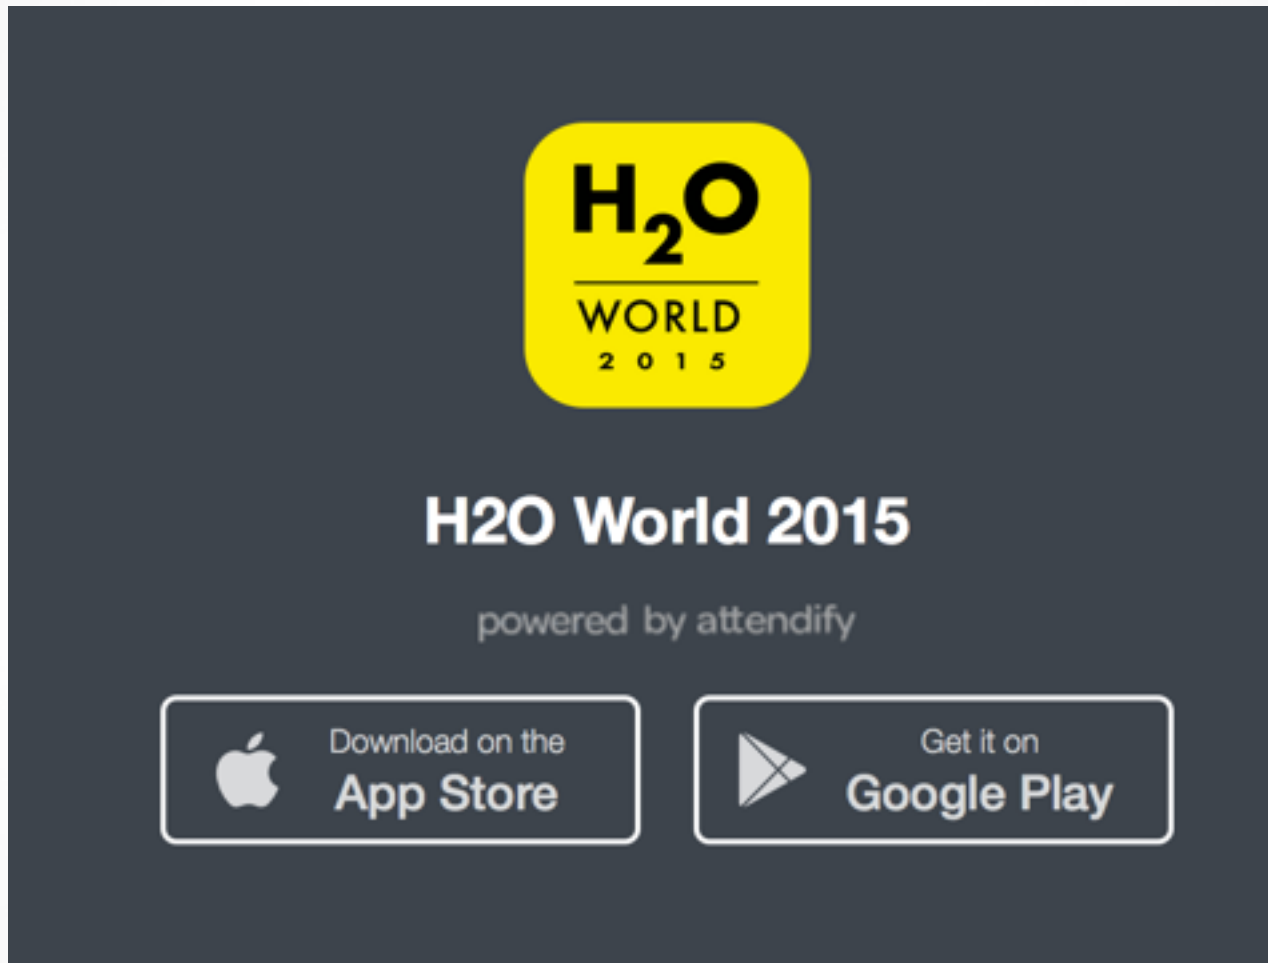 H2O
WORLD
2015
H2O World 2015
powered by attendify
Download on the
App Store
Get it on
Google Play